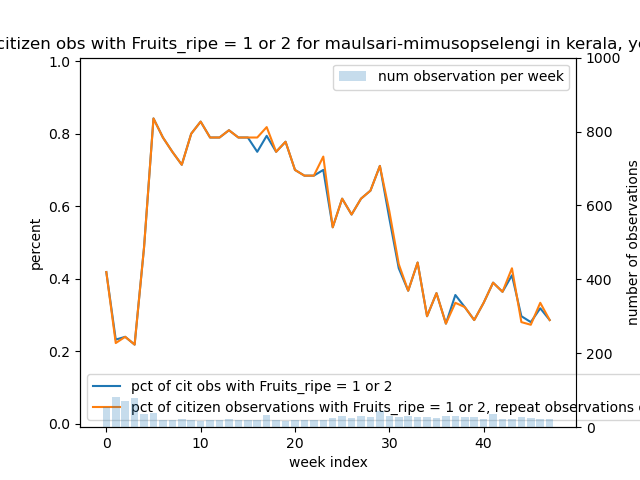 citizen obs with Fruits_ripe = 1 or 2 for maulsari-mimusopselengi in kerala,
num observation per week
1.0
0.8
0.6
0.4
0.2
0.0
percent
1000
800
600
400
200
0
number of observations
pct of cit obs with Fruits_ripe = 1 or 2
pct of citizen observations with Fruits_ripe = 1 or 2, repeat observations
0 10 20 30 40
week index